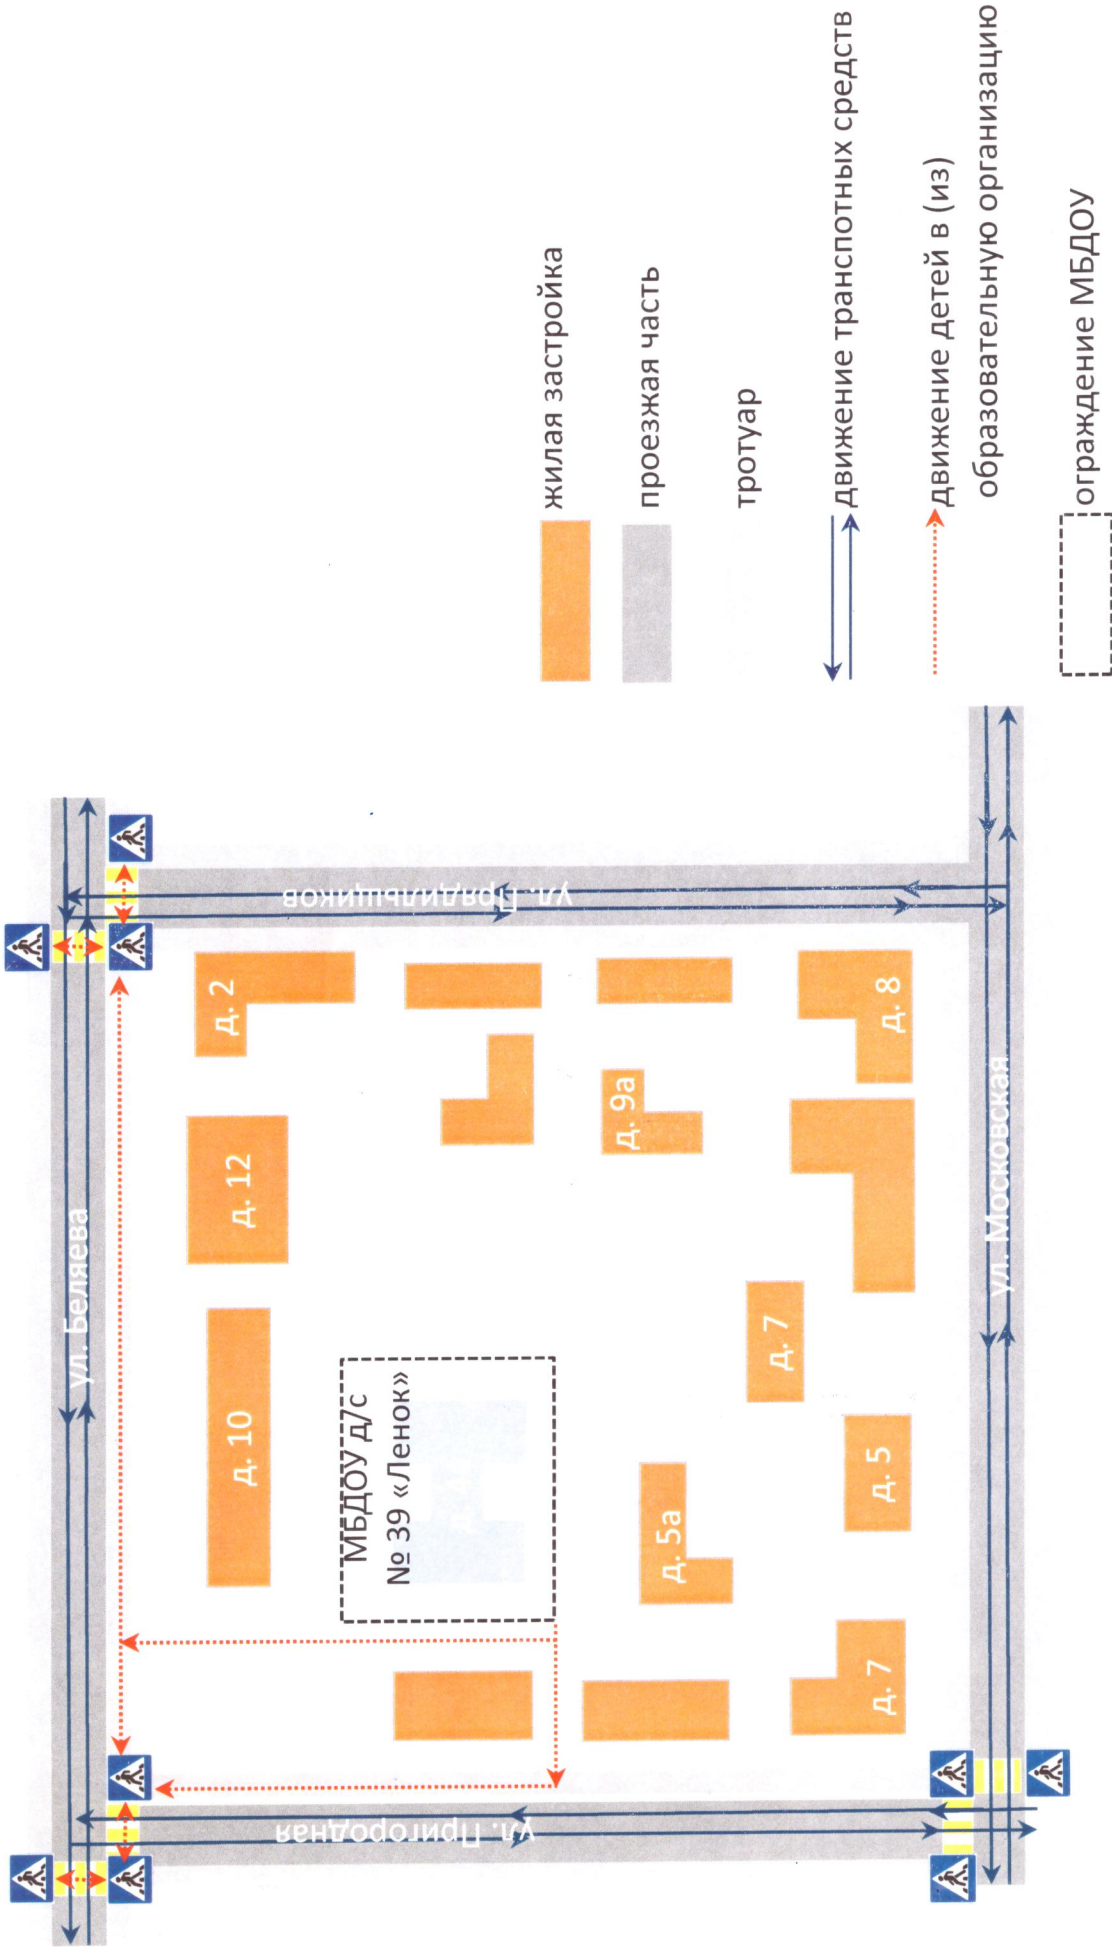 ул. Беляева
ул. Прядильщиков
ул. Пригородная
ул. Московская
д. 10
д. 12
д. 2
МБДОУ д/с
№ 39 «Ленок»
д. 9а
д. 5а
д. 7
д. 7
д. 5
д. 8
жилая застройка
проезжая часть
тротуар
движение транспотных средств
движение детей в (из)
образовательную организацию
ограждение МБДОУ